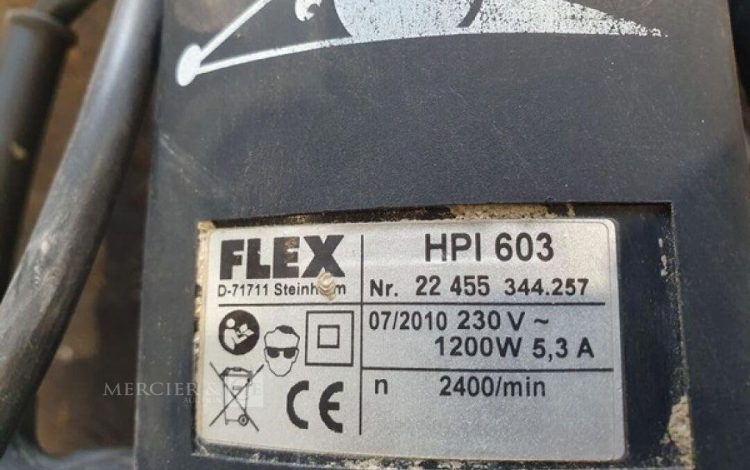 FLEX
D-71711 Steinheim
HPI 603
Nr. 22 455 344.257
07/2010 230 V ~
1200W 5,3 A
n 2400/min
CE
MERCIER &